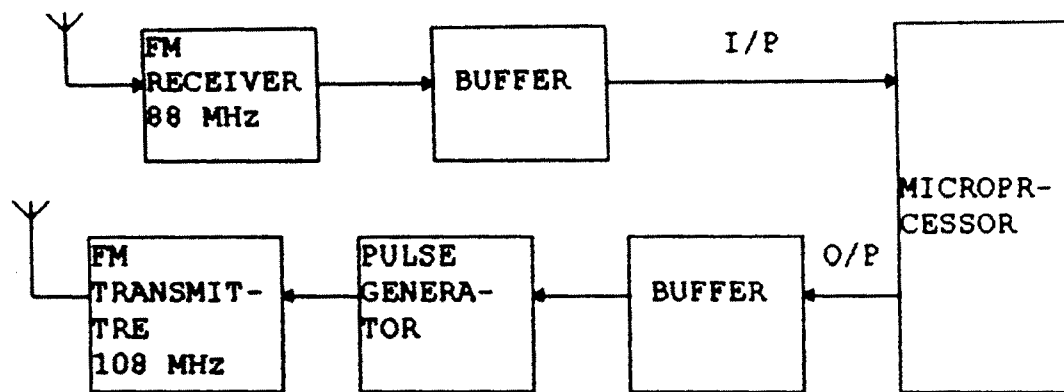 FM
RECEIVER
88 MHz
BUFFER
I/P
MICROPR-
CESSOR
FM
TRANSMIT-
TRE
108 MHz
PULSE
GENERA-
TOR
BUFFER
O/P